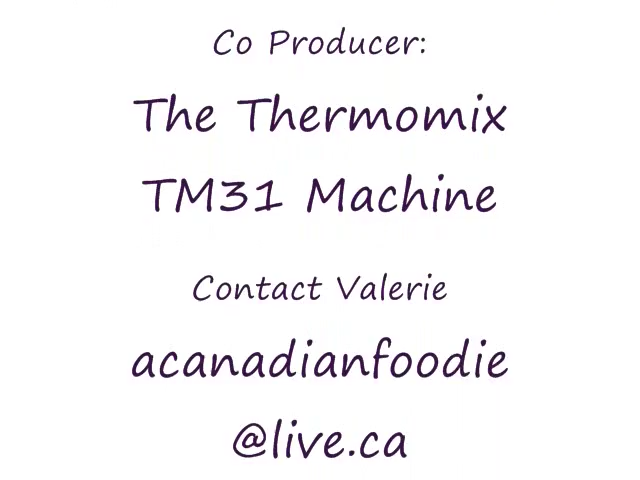 Co Producer:
The Thermomix
TM31 Machine
Contact Valerie
acanadianfoodie
@live.ca